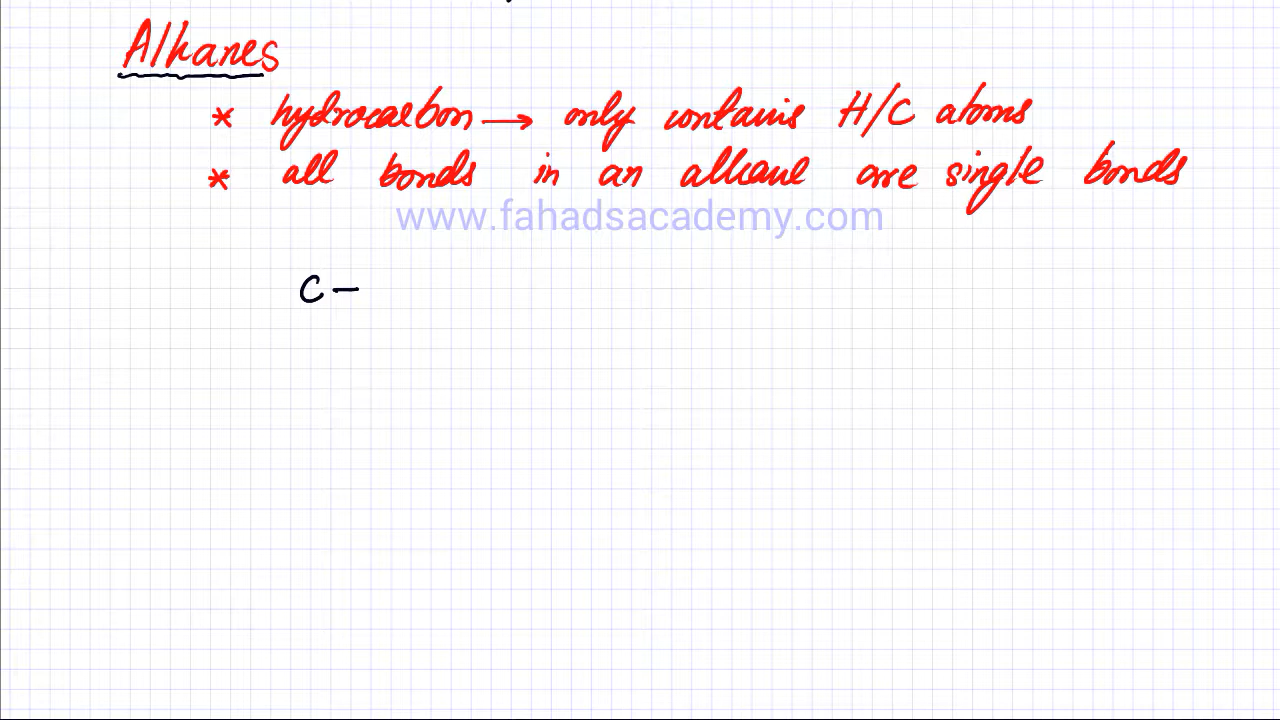 Alkanes
* hydrocarbon → only contains H/C atoms
* all bonds in an alkane are single bonds
www.fahadsacademy.com
C –